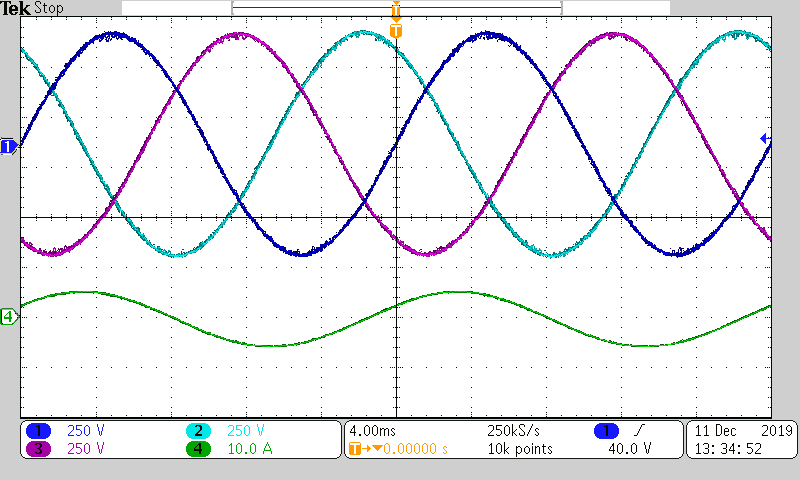 Tek Stop
T
T
1
4
1 250 V 2 250 V 4.00ms 250kS/s 1 11 Dec 2019
3 250 V 4 10.0 A T→▼0.00000 s 10k points 40.0 V 13:34:52